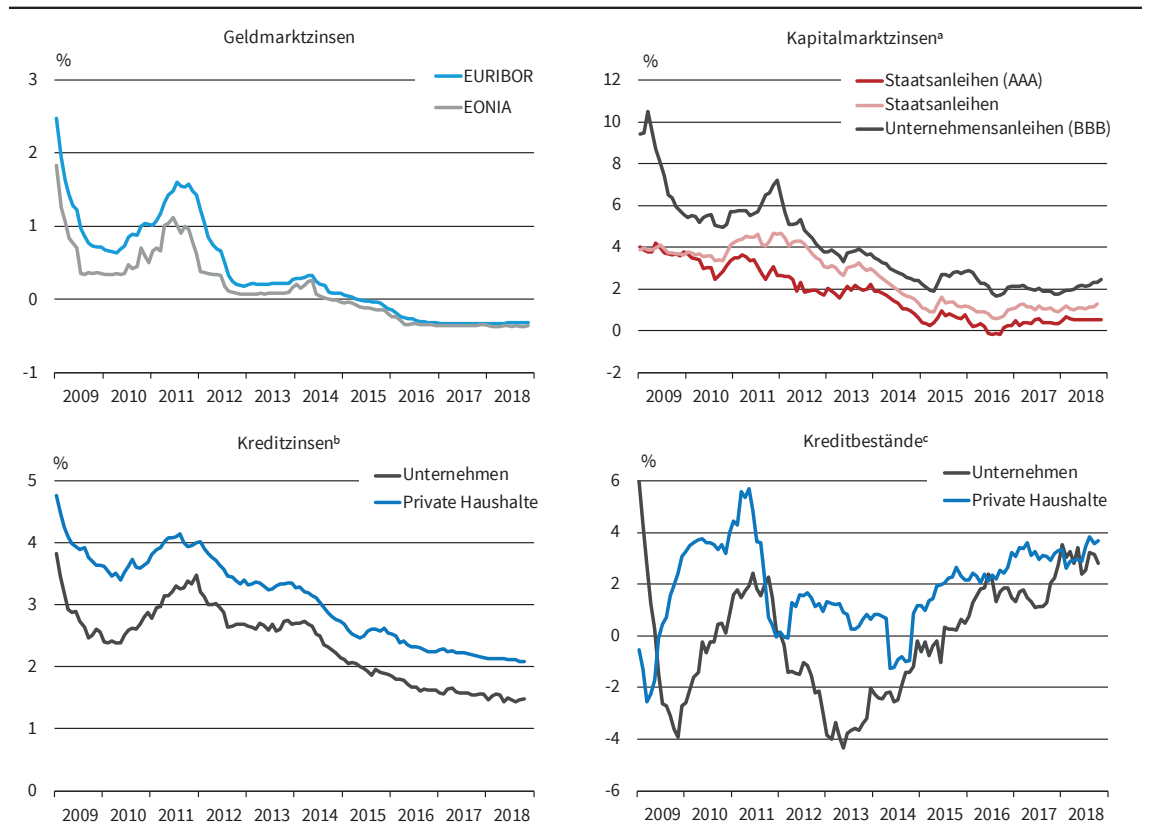 Geldmarktzinsen
%
EURIBOR
EONIA
3
2
1
0
-1
2009 2010 2011 2012 2013 2014 2015 2016 2017 2018
Kapitalmarktzinsenᵃ
%
Staatsanleihen (AAA)
Staatsanleihen
Unternehmensanleihen (BBB)
12
10
8
6
4
2
0
-2
2009 2010 2011 2012 2013 2014 2015 2016 2017 2018
Kreditzinsenᵇ
%
Unternehmen
Private Haushalte
5
4
3
2
1
0
2009 2010 2011 2012 2013 2014 2015 2016 2017 2018
Kreditbeständeᶜ
%
Unternehmen
Private Haushalte
6
4
2
0
-2
-4
-6
2009 2010 2011 2012 2013 2014 2015 2016 2017 2018